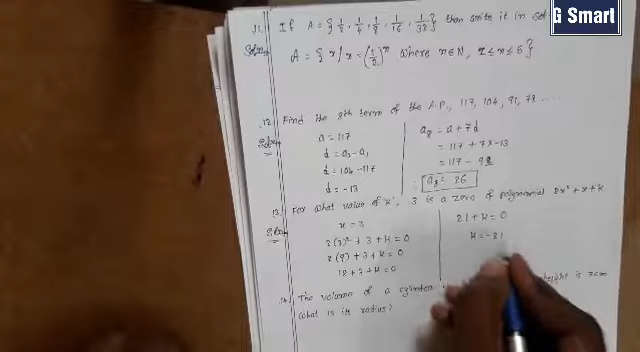 G Smart
11. If A = {1/2, 1/4, 1/8, 1/16, 1/32} then write it in set
Soln
A = {x / x = (1/2)^n where n∈N, 1 ≤ n ≤ 5}
12. Find the 8th term of the A.P., 117, 104, 91, 78 ....
Soln
a = 117
d = a₂ - a₁
d = 104 - 117
d = -13
a₈ = a + 7d
= 117 + 7x-13
= 117 - 91
a₈ = 26
13. For what value of 'k', 3 is a zero of polynomial 2x² + x + k
Soln
x = 3
2(3)² + 3 + k = 0
2(9) + 3 + k = 0
18 + 3 + k = 0
21 + k = 0
k = -21
14. The volume of a cylinder height is 7cm
What is its radius?